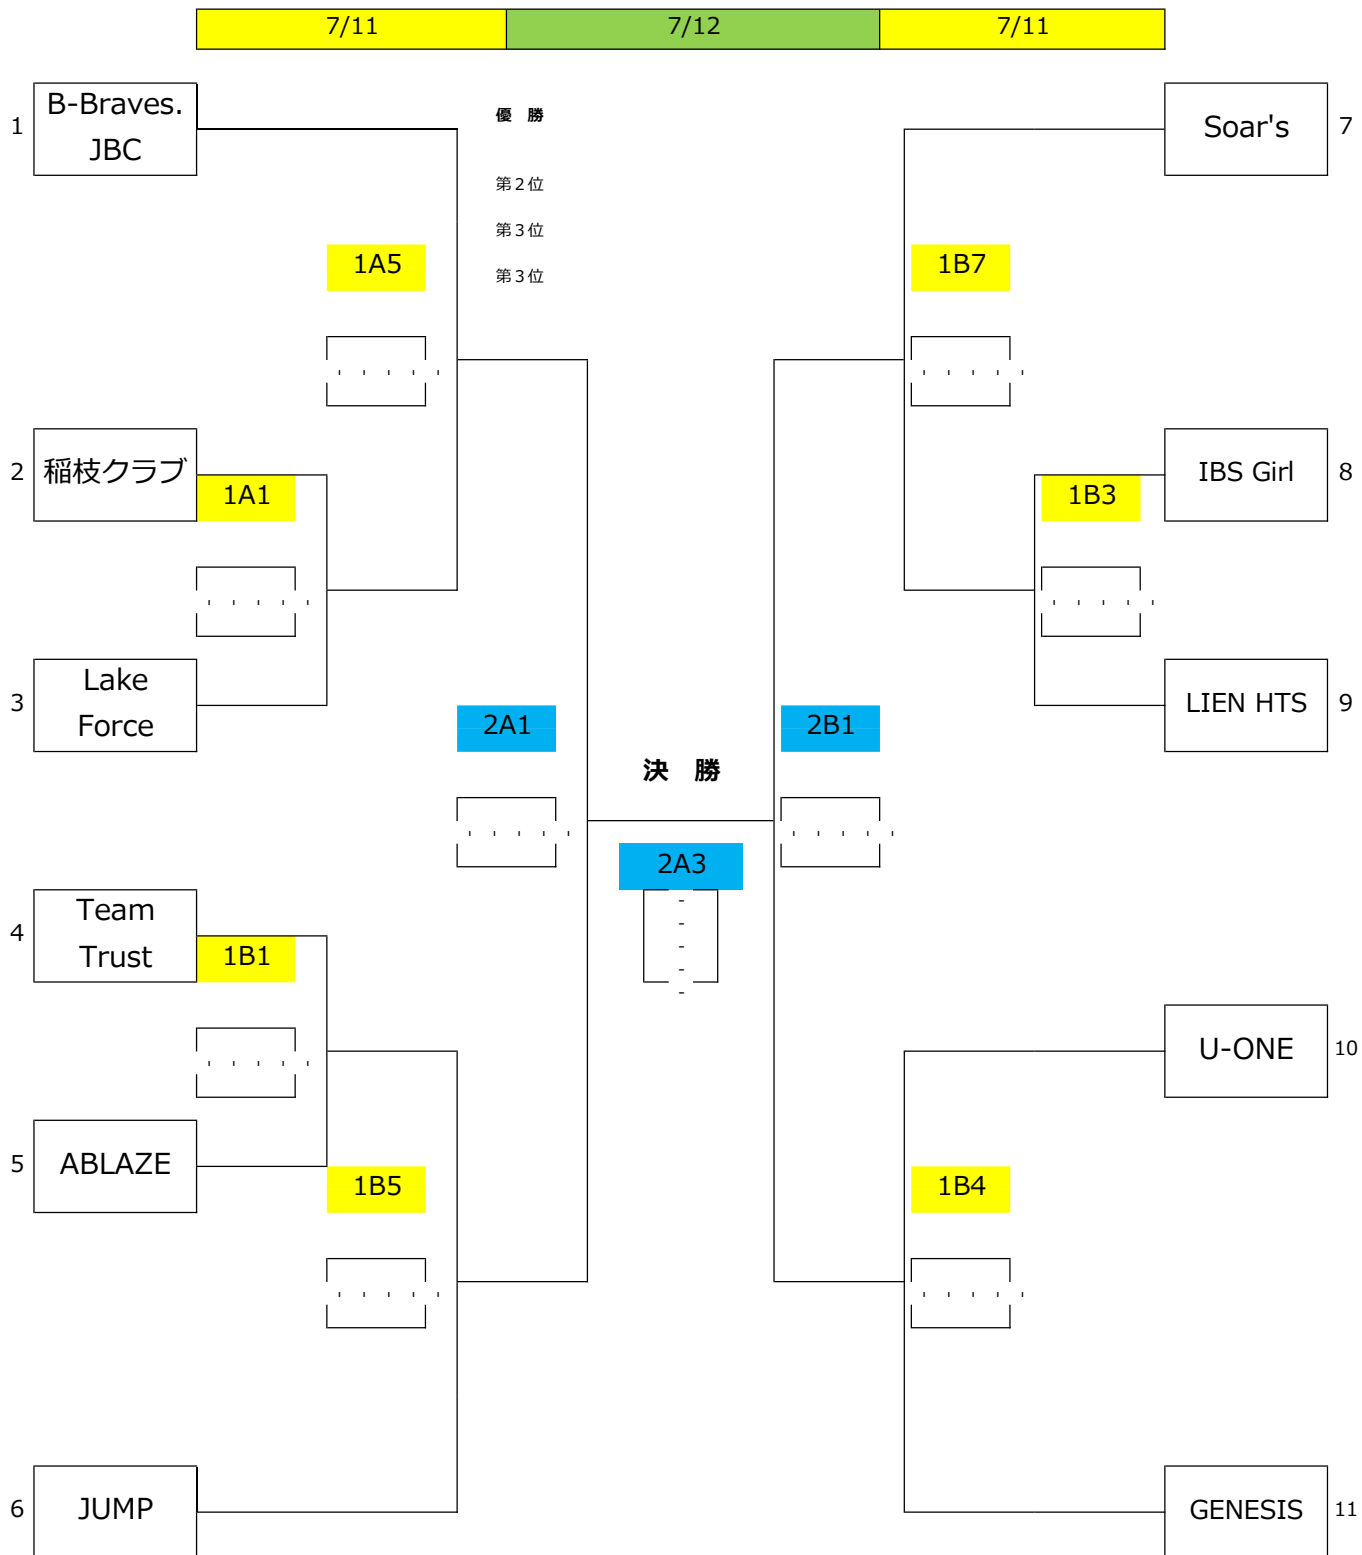 7/11 7/12 7/11
1 B-Braves. JBC
優 勝
Soar's 7
第2位
第3位
第3位
1A5
1B7
2 稲枝クラブ
1A1
IBS Girl 8
1B3
3 Lake Force
LIEN HTS 9
2A1
2B1
決 勝
2A3
4 Team Trust
1B1
U-ONE 10
5 ABLAZE
1B5
1B4
6 JUMP
GENESIS 11